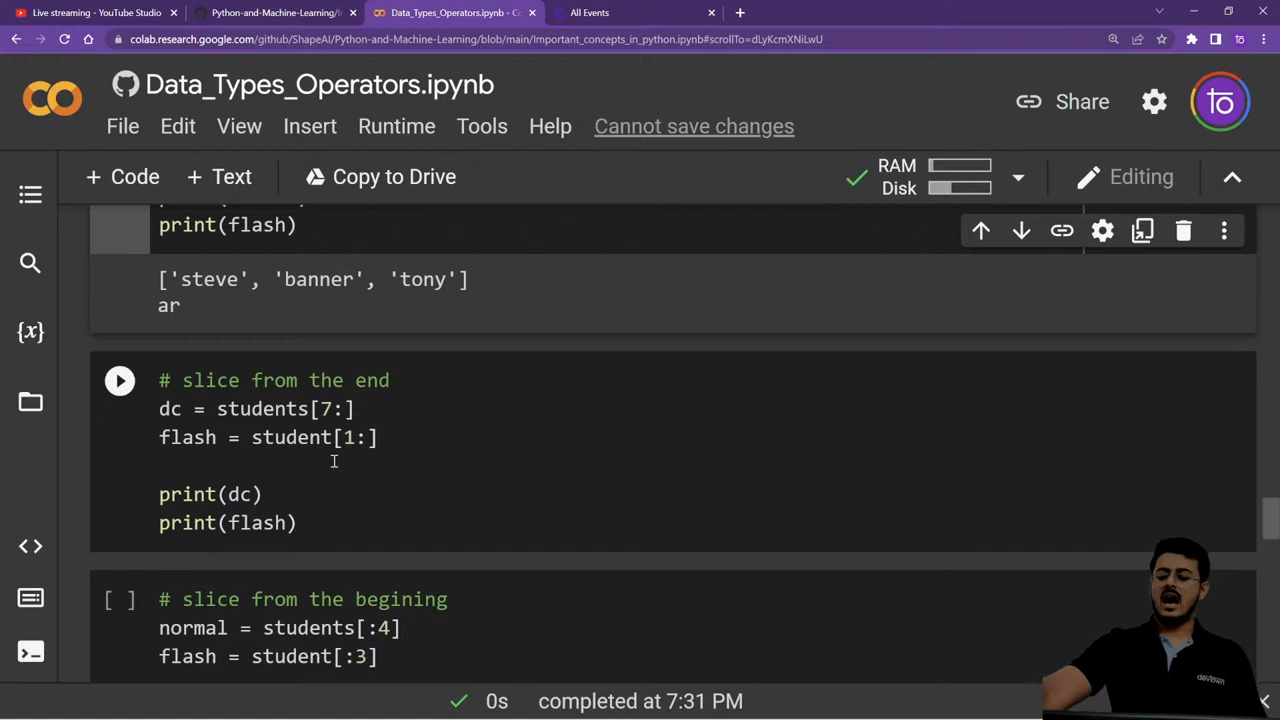 Live streaming - YouTube Studio
Python-and-Machine-Learning/I
Data_Types_Operators.ipynb - Co
All Events
colab.research.google.com/github/ShapeAI/Python-and-Machine-Learning/blob/main/Important_concepts_in_python.ipynb#scrollTo=dLyKcmXNiLwU
Data_Types_Operators.ipynb
Share
File Edit View Insert Runtime Tools Help Cannot save changes
+ Code + Text Copy to Drive
RAM
Disk
Editing
print(flash)
['steve', 'banner', 'tony']
ar
# slice from the end
dc = students[7:]
flash = student[1:]
print(dc)
print(flash)
[ ] # slice from the begining
normal = students[:4]
flash = student[:3]
0s completed at 7:31 PM
devtown